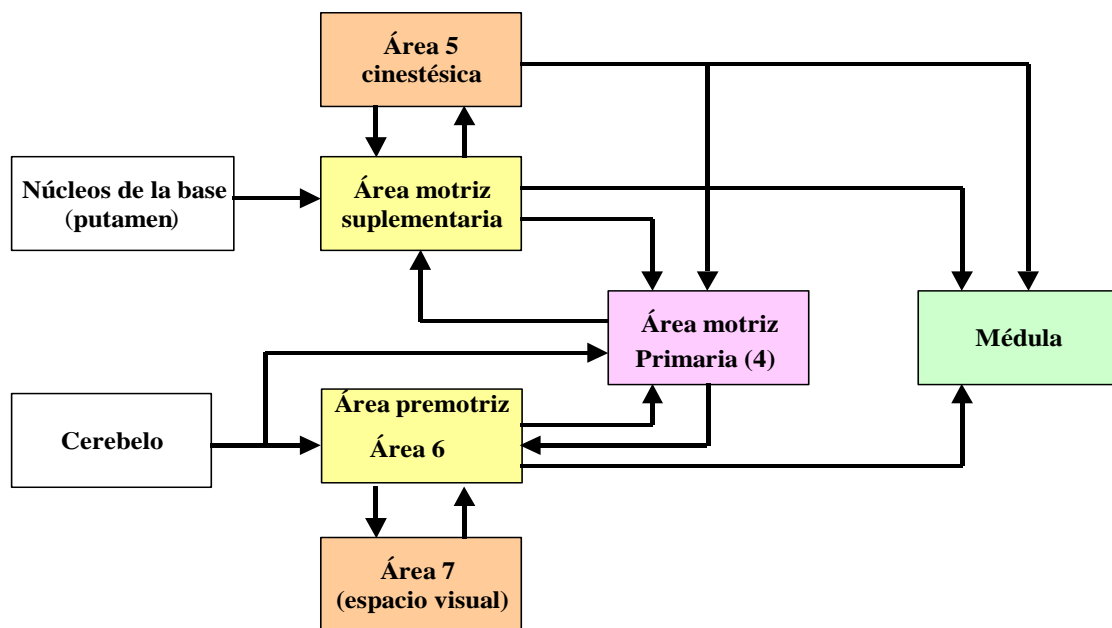 Área 5
cinestésica
Núcleos de la base
(putamen)
Área motriz
suplementaria
Área motriz
Primaria (4)
Médula
Cerebelo
Área premotriz
Área 6
Área 7
(espacio visual)